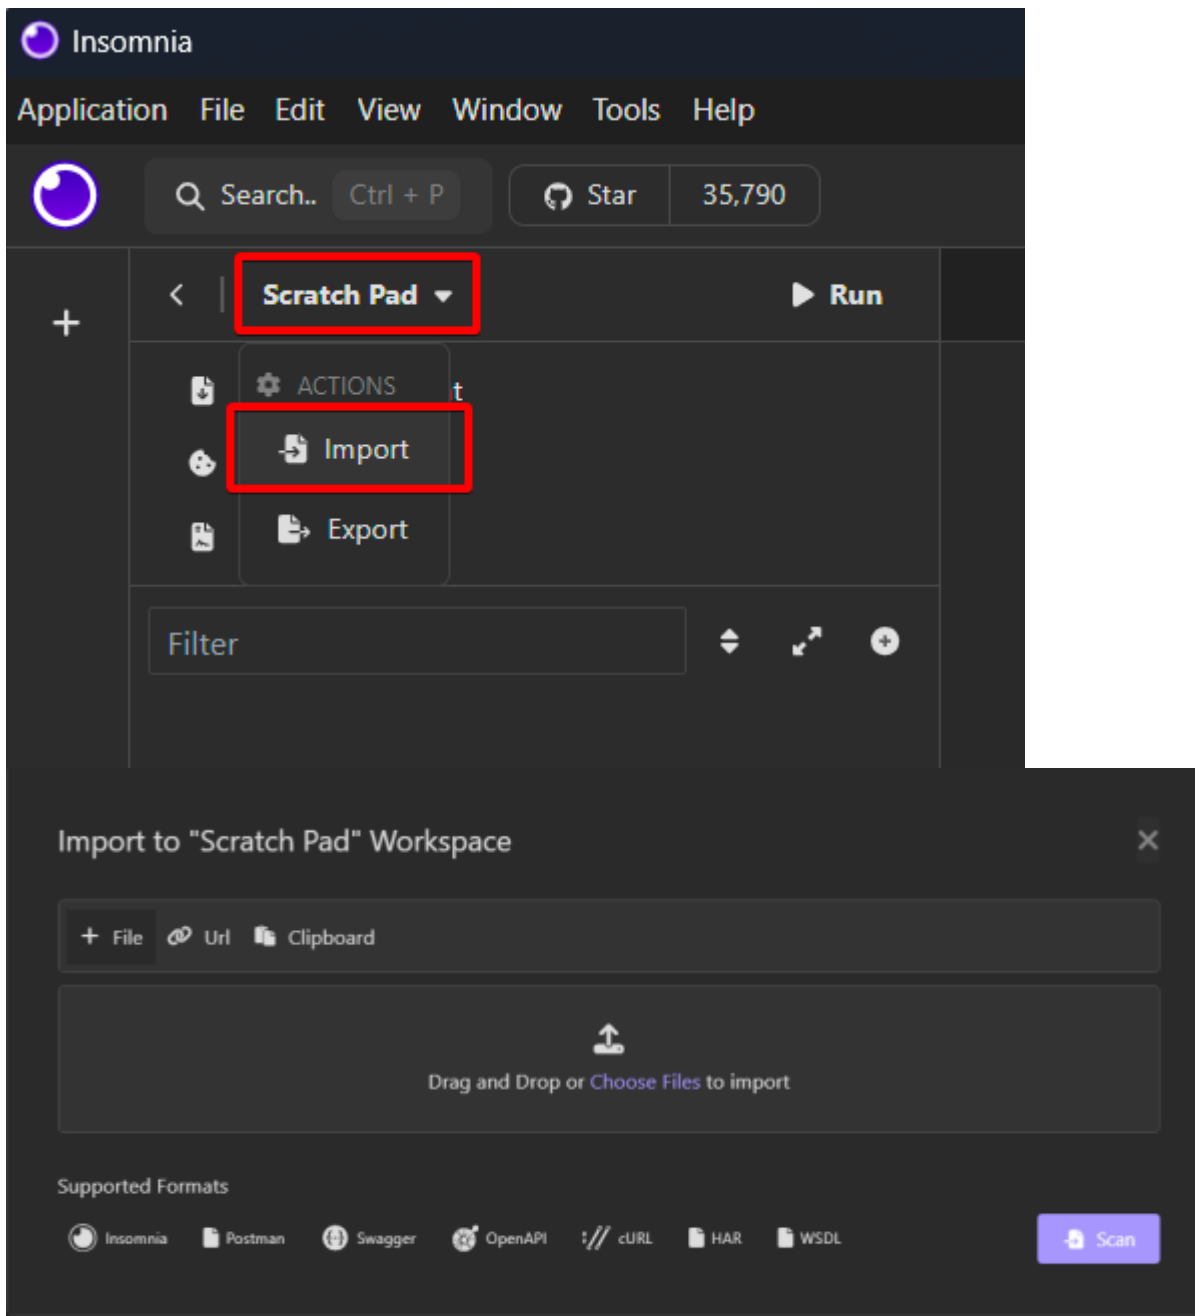 Insomnia
Application File Edit View Window Tools Help
Search.. Ctrl + P Star 35,790
Scratch Pad Run
ACTIONS t
Import
Export
Filter
Import to "Scratch Pad" Workspace
File Url Clipboard
Drag and Drop or Choose Files to import
Supported Formats
Insomnia Postman Swagger OpenAPI cURL HAR WSDL Scan